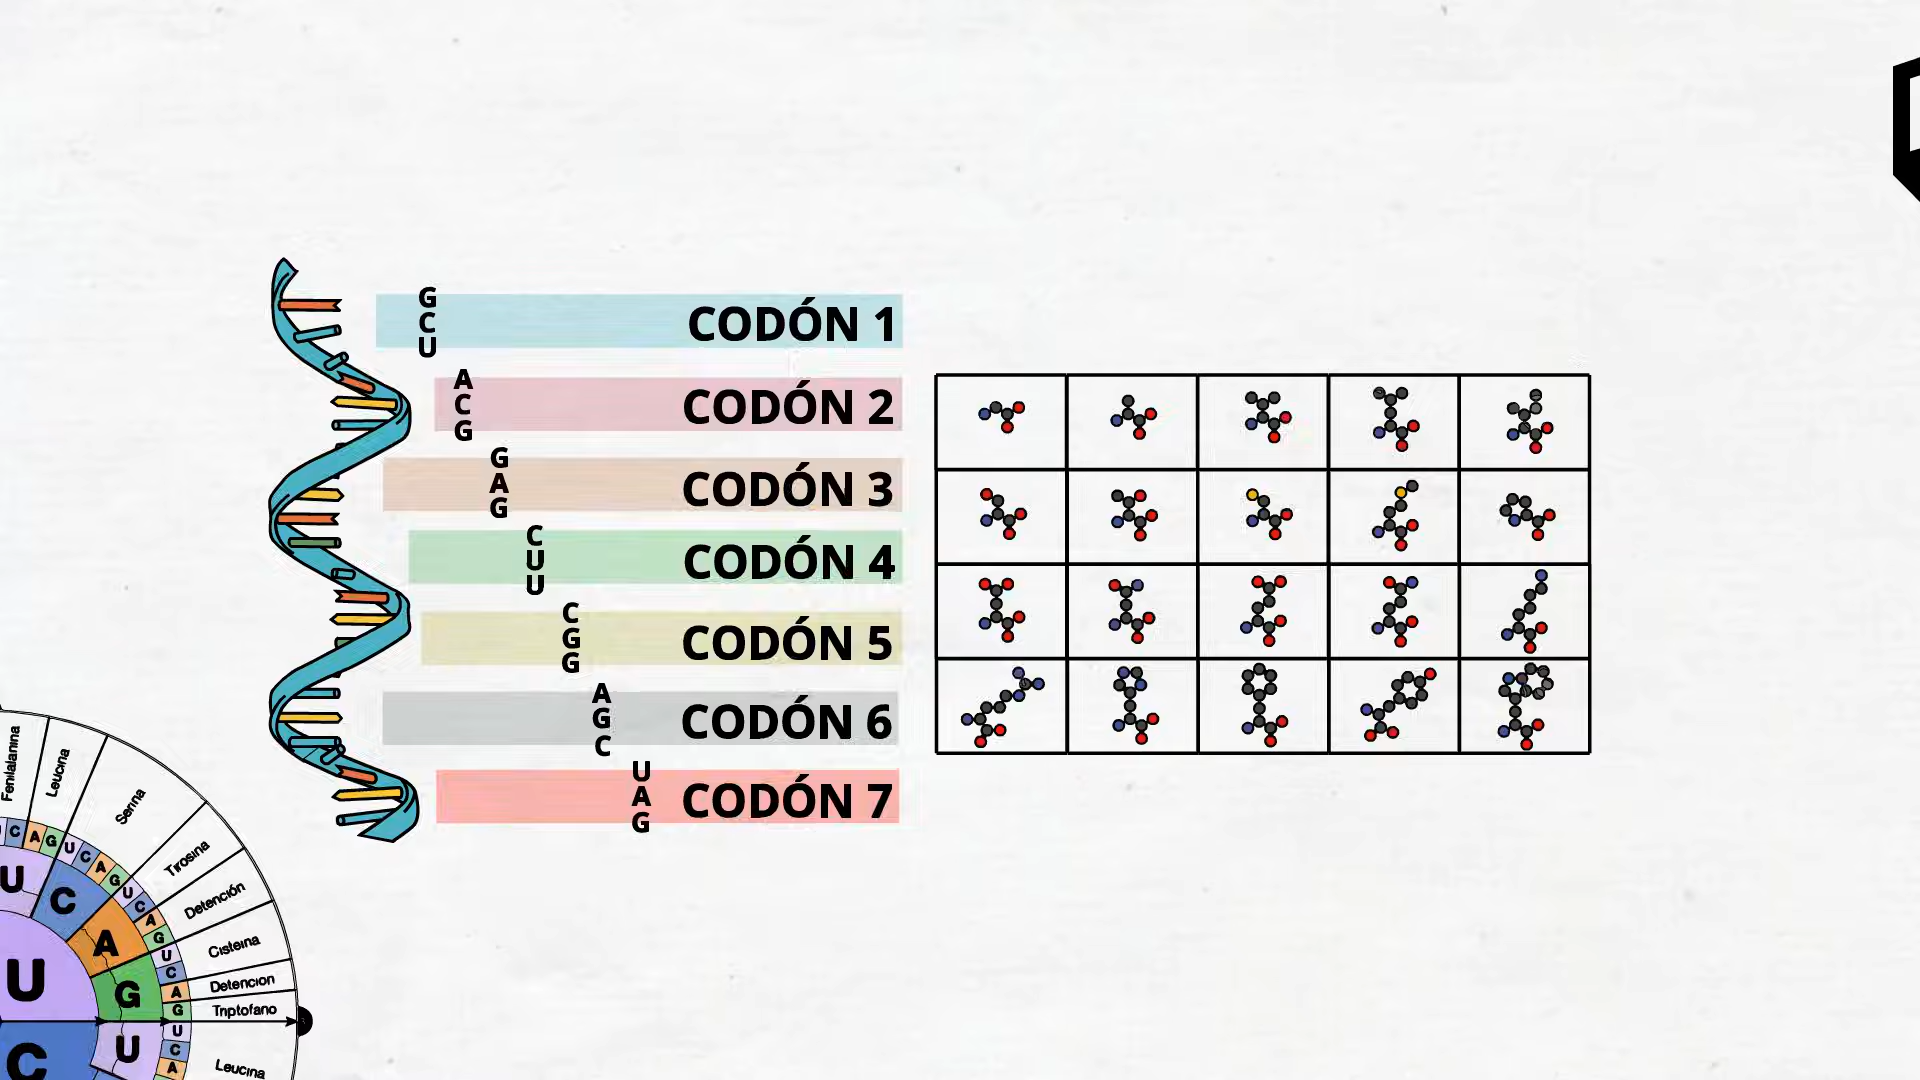 G
C
U
CODÓN 1
A
C
G
CODÓN 2
G
A
G
CODÓN 3
C
U
U
CODÓN 4
C
G
G
CODÓN 5
A
G
C
CODÓN 6
U
A
G
CODÓN 7
Fenilalanina
Leucina
Serina
Tirosina
Detención
Cisteina
Detencion
Triptofano
Leucina
C
A
G
U
C
A
G
U
C
A
G
U
C
A
G
U
C
A
U
C
A
G
U
U
C